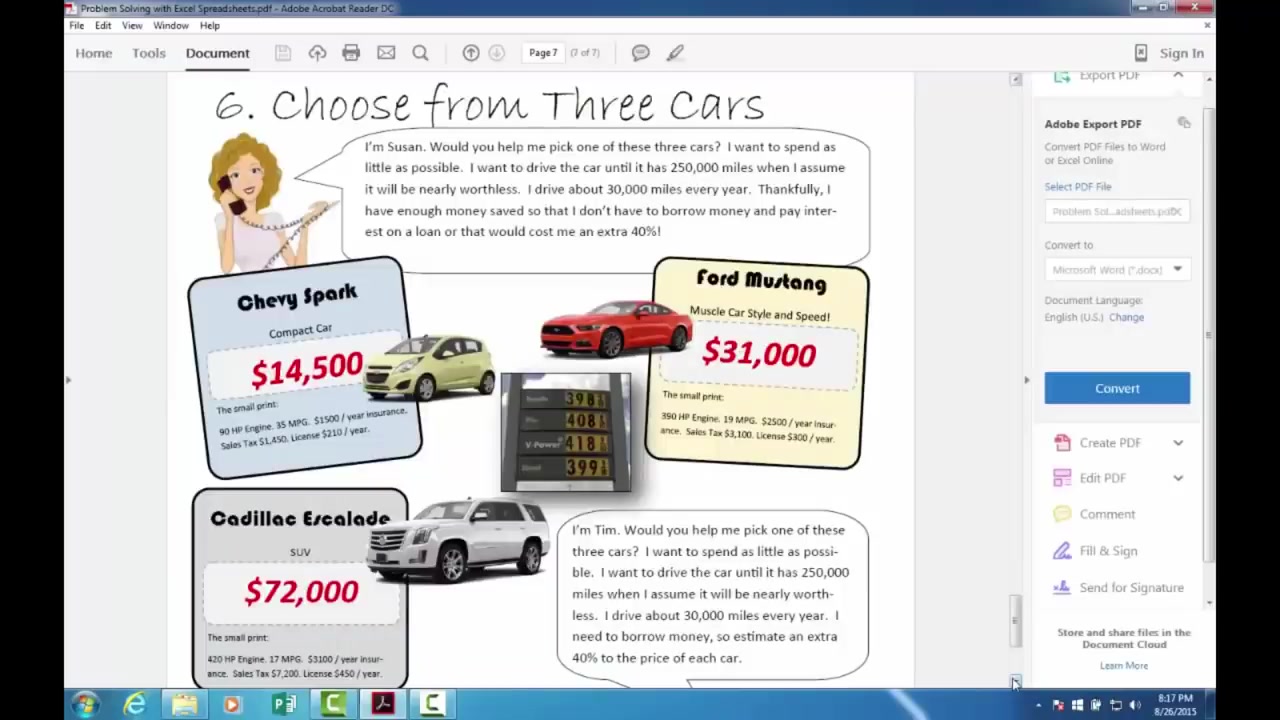 Problem Solving with Excel Spreadsheets.pdf - Adobe Acrobat Reader DC
File Edit View Window Help
Home Tools Document Page 7 (7 of 7) Sign In
6. Choose from Three Cars
I'm Susan. Would you help me pick one of these three cars? I want to spend as
little as possible. I want to drive the car until it has 250,000 miles when I assume
it will be nearly worthless. I drive about 30,000 miles every year. Thankfully, I
have enough money saved so that I don't have to borrow money and pay inter-
est on a loan or that would cost me an extra 40%!
Chevy Spark
Compact Car
$14,500
The small print:
90 HP Engine. 35 MPG. $1500 / year insurance.
Sales Tax $1,450. License $210 / year.
Ford Mustang
Muscle Car Style and Speed!
$31,000
The small print:
390 HP Engine. 19 MPG. $2500 / year insur-
ance. Sales Tax $3,100. License $300 / year.
398
408
V-Power 418
399
Cadillac Escalade
SUV
$72,000
The small print:
420 HP Engine. 17 MPG. $3100 / year insur-
ance. Sales Tax $7,200. License $450 / year.
I'm Tim. Would you help me pick one of these
three cars? I want to spend as little as possi-
ble. I want to drive the car until it has 250,000
miles when I assume it will be nearly worth-
less. I drive about 30,000 miles every year. I
need to borrow money, so estimate an extra
40% to the price of each car.
Export PDF
Adobe Export PDF
Convert PDF Files to Word
or Excel Online
Select PDF File
Problem Sol...adsheets.pdf
Convert to
Microsoft Word (*.docx)
Document Language:
English (U.S.) Change
Convert
Create PDF
Edit PDF
Comment
Fill & Sign
Send for Signature
Store and share files in the
Document Cloud
Learn More
8:17 PM
8/26/2015